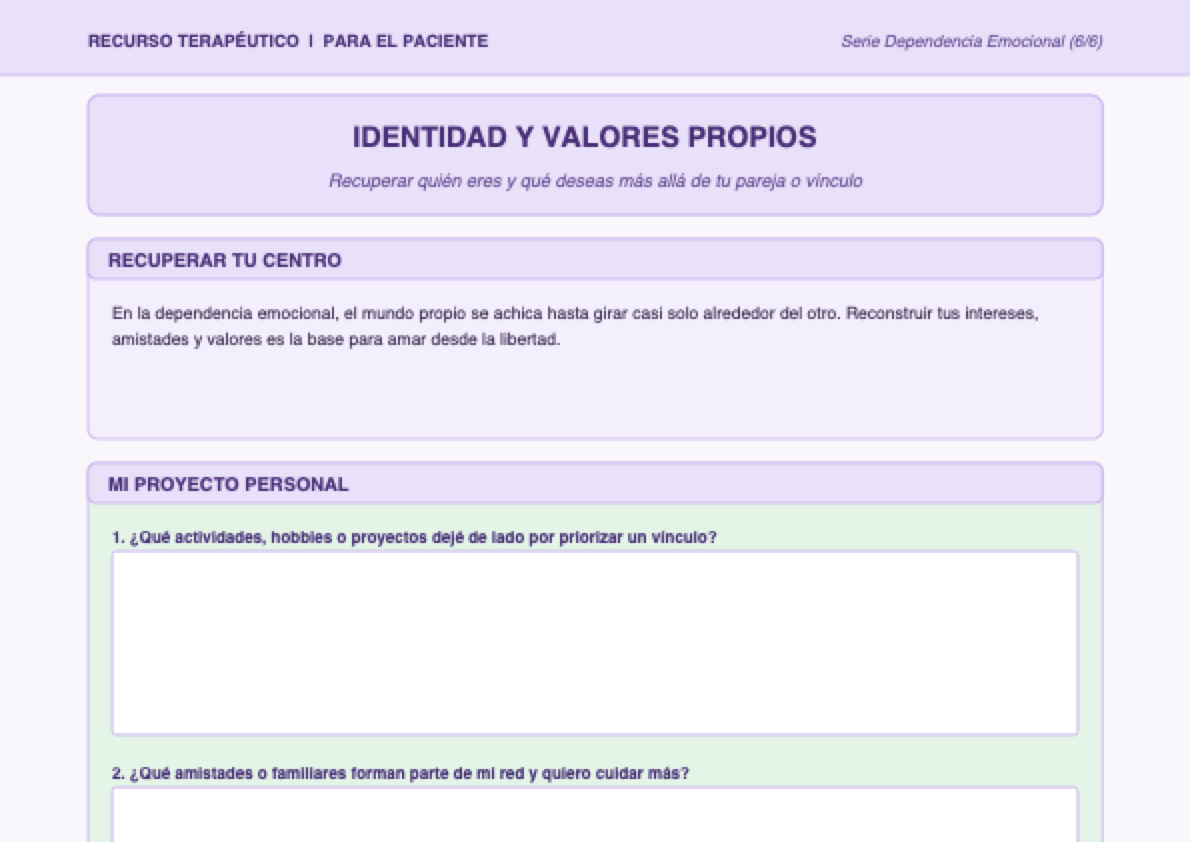 RECURSO TERAPÉUTICO | PARA EL PACIENTE
Serie Dependencia Emocional (6/6)
IDENTIDAD Y VALORES PROPIOS
Recuperar quién eres y qué deseas más allá de tu pareja o vínculo
RECUPERAR TU CENTRO
En la dependencia emocional, el mundo propio se achica hasta girar casi solo alrededor del otro. Reconstruir tus intereses,
amistades y valores es la base para amar desde la libertad.
MI PROYECTO PERSONAL
1. ¿Qué actividades, hobbies o proyectos dejé de lado por priorizar un vínculo?
2. ¿Qué amistades o familiares forman parte de mi red y quiero cuidar más?